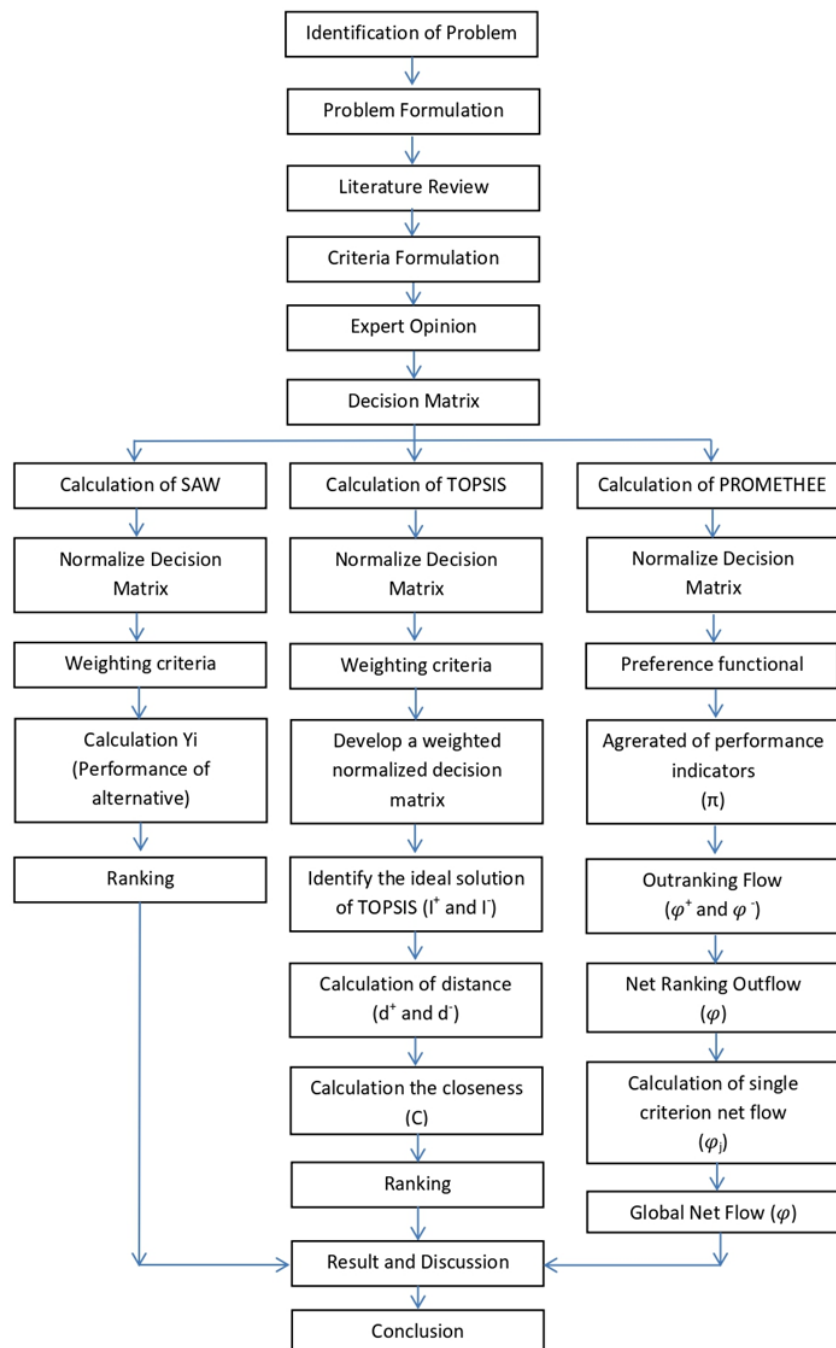 Identification of Problem
Problem Formulation
Literature Review
Criteria Formulation
Expert Opinion
Decision Matrix
Calculation of SAW
Normalize Decision
Matrix
Weighting criteria
Calculation Yi
(Performance of
alternative)
Ranking
Calculation of TOPSIS
Normalize Decision
Matrix
Weighting criteria
Develop a weighted
normalized decision
matrix
Identify the ideal solution
of TOPSIS (I⁺ and I⁻)
Calculation of distance
(d⁺ and d⁻)
Calculation the closeness
(C)
Ranking
Calculation of PROMETHEE
Normalize Decision
Matrix
Preference functional
Agrerated of performance
indicators
(π)
Outranking Flow
(φ⁺ and φ⁻)
Net Ranking Outflow
(φ)
Calculation of single
criterion net flow
(φⱼ)
Global Net Flow (φ)
Result and Discussion
Conclusion